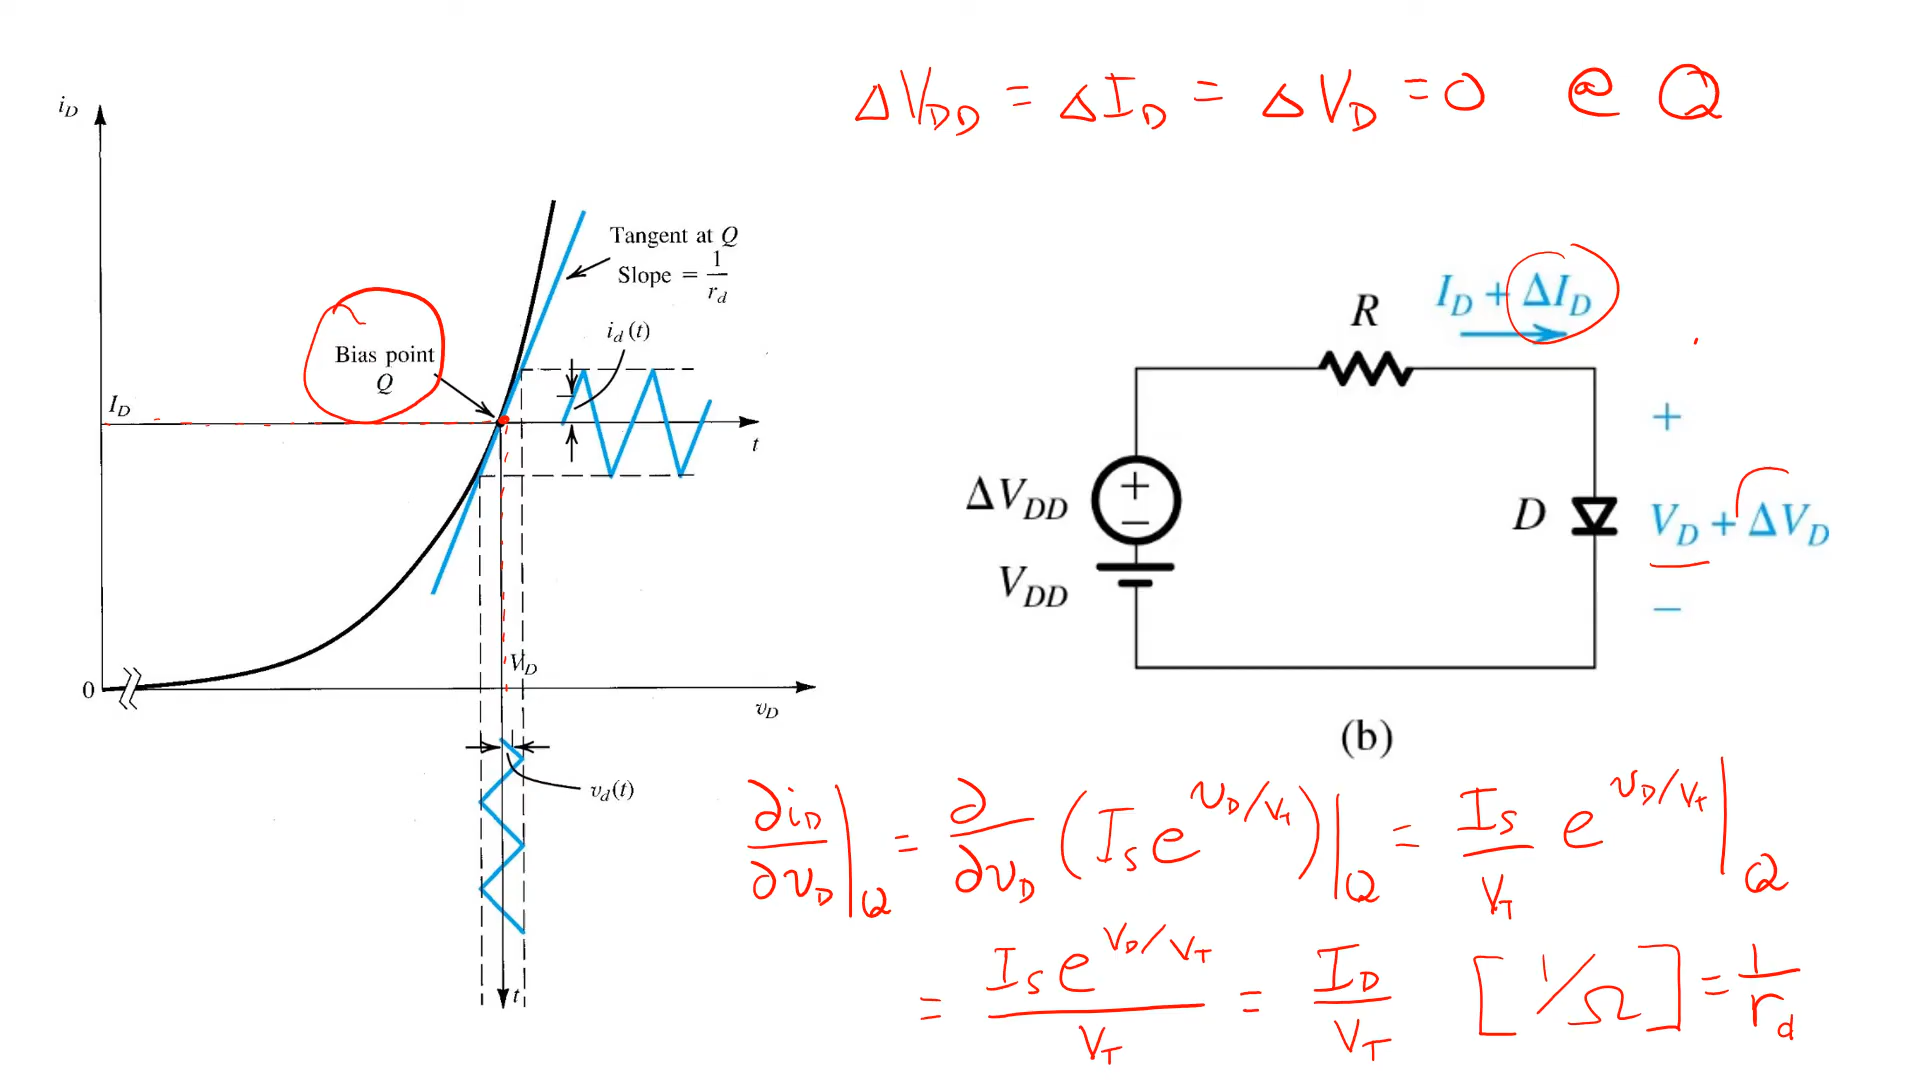 ΔV_DD = ΔI_D = ΔV_D = 0 @ Q
i_D
Tangent at Q
Slope = 1/r_d
i_d(t)
Bias point
Q
I_D
t
V_D
0
v_D
v_d(t)
t
I_D + ΔI_D
R
+
ΔV_DD
+
−
D
V_D + ΔV_D
V_DD
−
(b)
∂i_D/∂v_D |_Q = ∂/∂v_D (I_S e^{v_D/V_T})|_Q = I_S/V_T e^{v_D/V_T}|_Q
= I_S e^{V_D/V_T}/V_T = I_D/V_T [1/Ω] = 1/r_d